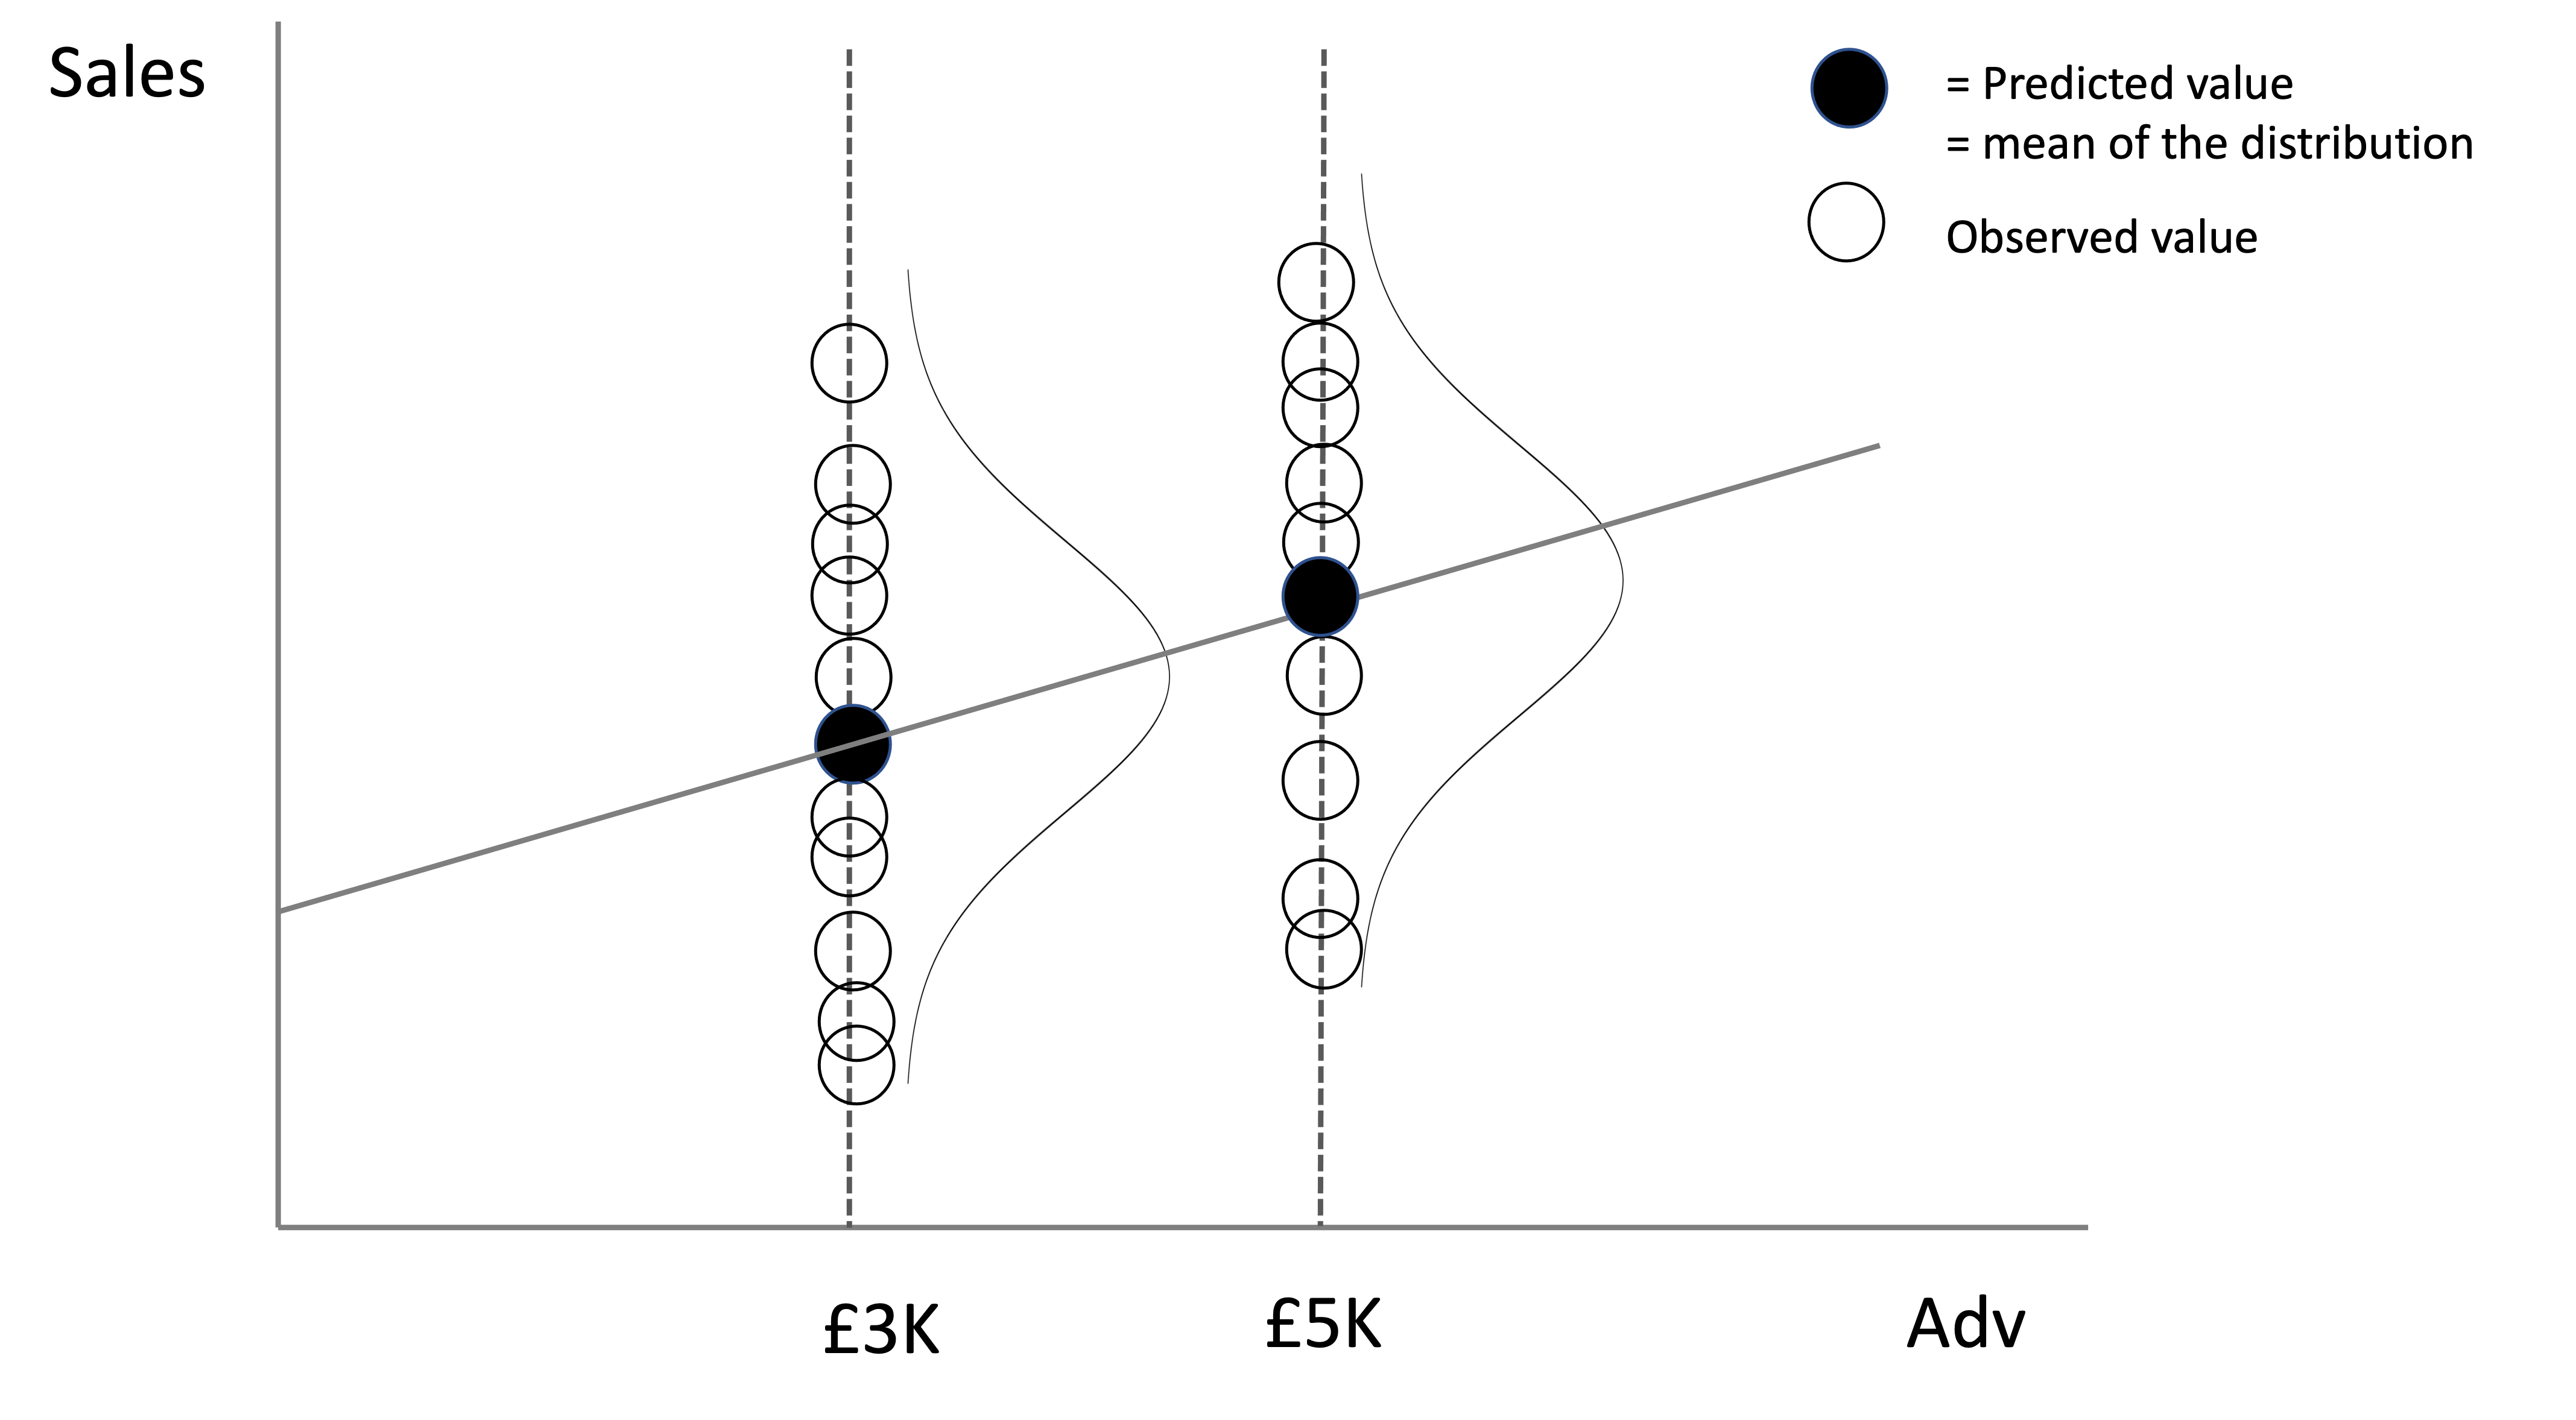 Sales
= Predicted value
= mean of the distribution
Observed value
£3K
£5K
Adv